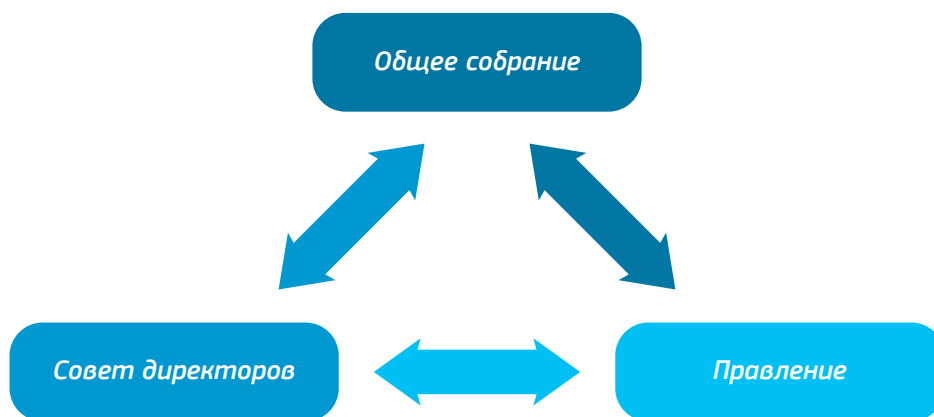 Общее собрание
Совет директоров
Правление